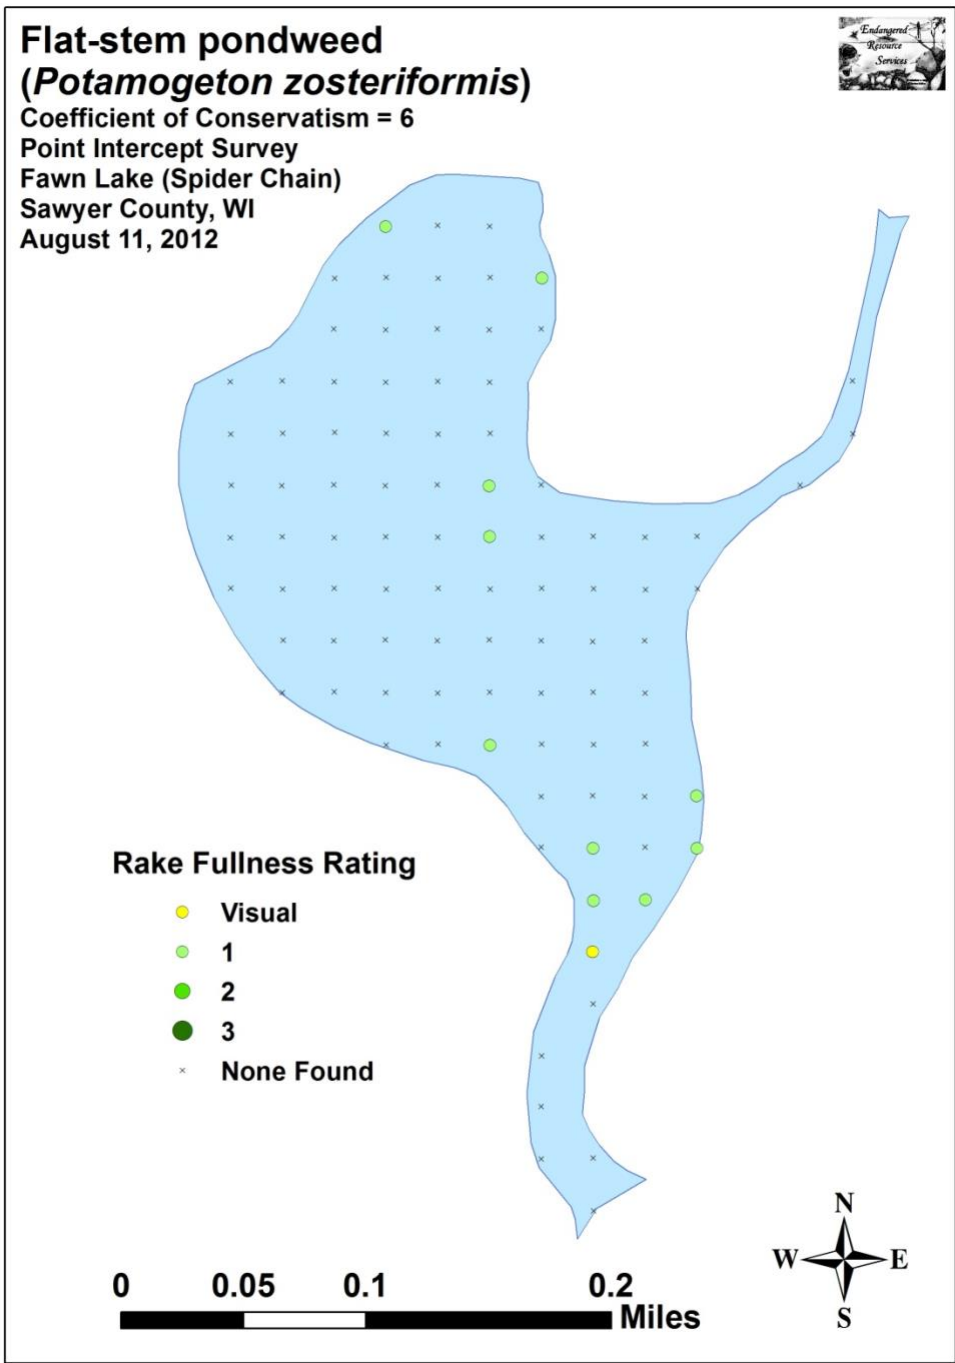 Flat-stem pondweed
(Potamogeton zosteriformis)
Coefficient of Conservatism = 6
Point Intercept Survey
Fawn Lake (Spider Chain)
Sawyer County, WI
August 11, 2012
Endangered
Resource
Services
Rake Fullness Rating
Visual
1
2
3
None Found
N
W E
S
0 0.05 0.1 0.2
Miles